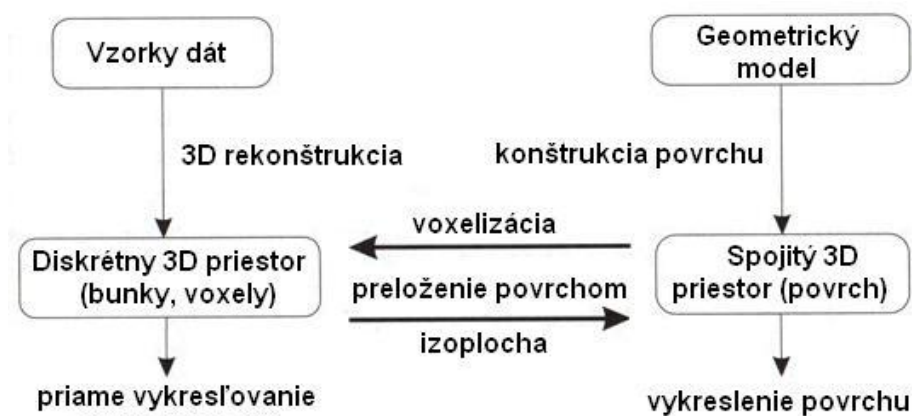 Vzorky dát
Geometrický
model
3D rekonštrukcia
konštrukcia povrchu
voxelizácia
Diskrétny 3D priestor
(bunky, voxely)
preloženie povrchom
izoplocha
Spojitý 3D
priestor (povrch)
priame vykresľovanie
vykreslenie povrchu